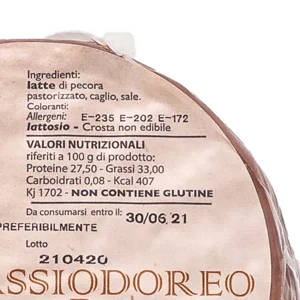 Ingredienti:
latte di pecora
pastorizzato, caglio, sale.
Coloranti:
Allergeni: E-235 E-202 E-172
lattosio - Crosta non edibile
VALORI NUTRIZIONALI
riferiti a 100 g di prodotto:
Proteine 27,50 - Grassi 33,00
Carboidrati 0,08 - Kcal 407
Kj 1702 - NON CONTIENE GLUTINE
Da consumarsi entro il: 30/06/21
PREFERIBILMENTE
Lotto
210420
ASSIODOREO